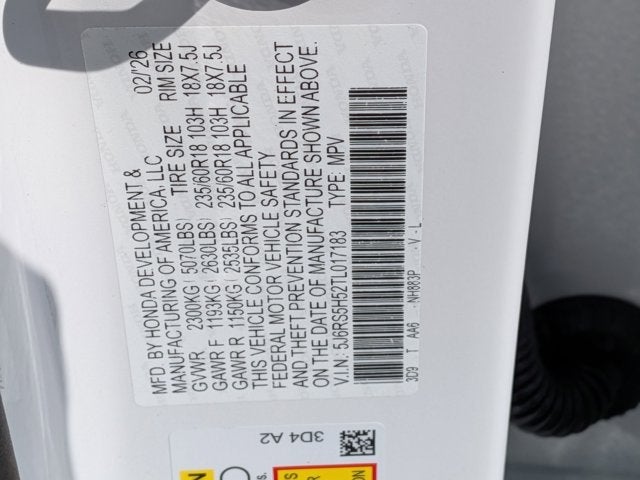 MFD. BY HONDA DEVELOPMENT & 02/'26
MANUFACTURING OF AMERICA, LLC TIRE SIZE RIM SIZE
GVWR 2300KG( 5070LBS)
GAWR F 1193KG( 2630LBS) 235/60R18 103H 18X7.5J
GAWR R 1150KG( 2535LBS) 235/60R18 103H 18X7.5J
THIS VEHICLE CONFORMS TO ALL APPLICABLE
FEDERAL MOTOR VEHICLE SAFETY
AND THEFT PREVENTION STANDARDS IN EFFECT
ON THE DATE OF MANUFACTURE SHOWN ABOVE.
V.I.N: 5J6RS5H52TL017183 TYPE: MPV
3D9 T AA6 NH883P V - L
3D4 A2